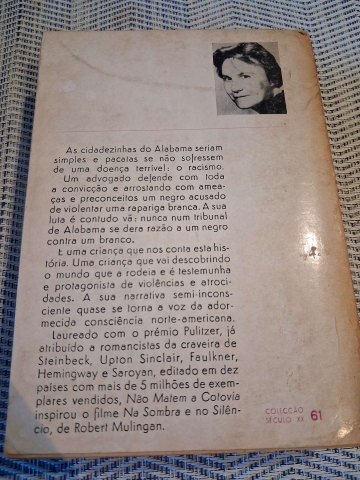 As cidadezinhas do Alabama seriam
simples e pacatas se não sofressem
de uma doença terrível: o racismo.
Um advogado defende com toda
a convicção e arrostando com amea-
ças e preconceitos um negro acusado
de violentar uma rapariga branca. A sua
luta é contudo vã: nunca num tribunal
de Alabama se dera razão a um negro
contra um branco.
E uma criança que nos conta esta his-
tória. Uma criança que vai descobrindo
o mundo que a rodeia e é testemunha
e protagonista de violências e atroci-
dades. A sua narrativa semi-incons-
ciente quase se torna a voz da ador-
mecida consciência norte-americana.
Laureado com o prémio Pulitzer, já
atribuído a romancistas da craveira de
Steinbeck, Upton Sinclair, Faulkner,
Hemingway e Saroyan, editado em dez
países com mais de 5 milhões de exem-
plares vendidos, Não Matem a Cotovia
inspirou o filme Na Sombra e no Silên-
cio, de Robert Mulingan.
COLECÇÃO
SÉCULO XX 61